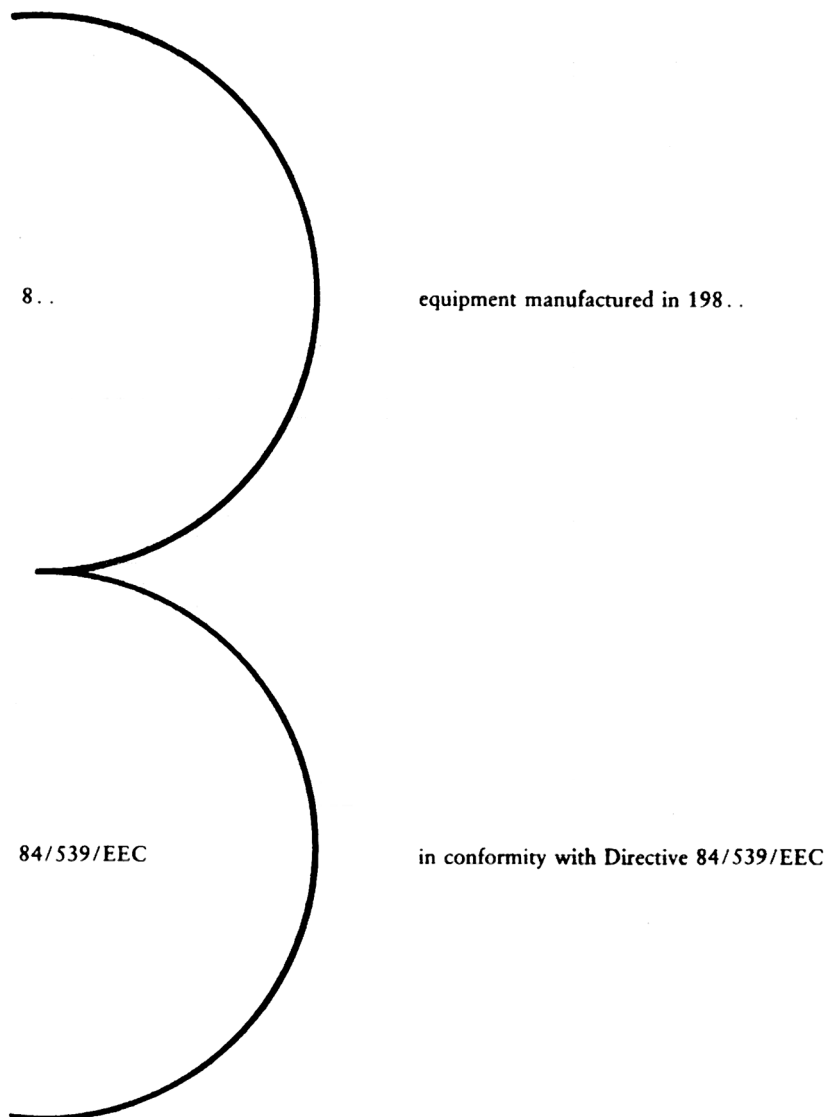 8 . .
equipment manufactured in 198 . .
84/539/EEC
in conformity with Directive 84/539/EEC